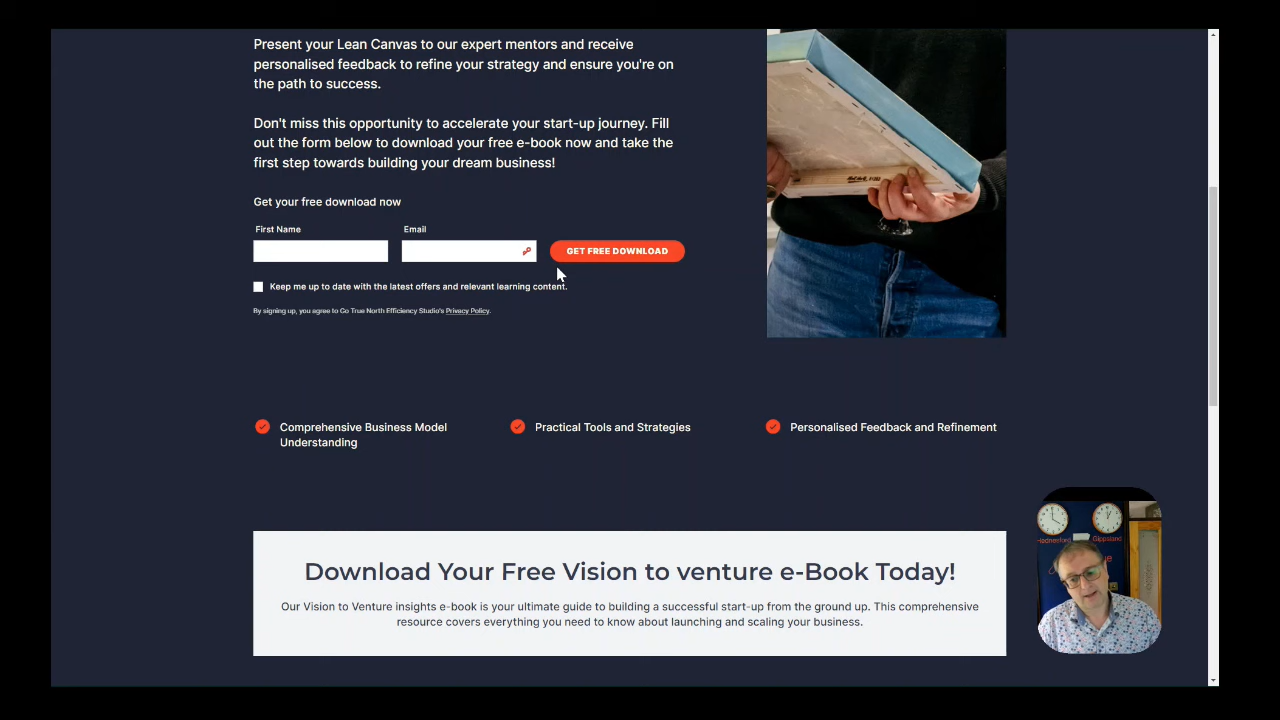 Present your Lean Canvas to our expert mentors and receive
personalised feedback to refine your strategy and ensure you're on
the path to success.
Don't miss this opportunity to accelerate your start-up journey. Fill
out the form below to download your free e-book now and take the
first step towards building your dream business!
Get your free download now
First Name
Email
GET FREE DOWNLOAD
Keep me up to date with the latest offers and relevant learning content.
By signing up, you agree to Go True North Efficiency Studio's Privacy Policy.
Comprehensive Business Model
Understanding
Practical Tools and Strategies
Personalised Feedback and Refinement
Download Your Free Vision to venture e-Book Today!
Our Vision to Venture insights e-book is your ultimate guide to building a successful start-up from the ground up. This comprehensive
resource covers everything you need to know about launching and scaling your business.
Hednesford
Gippsland